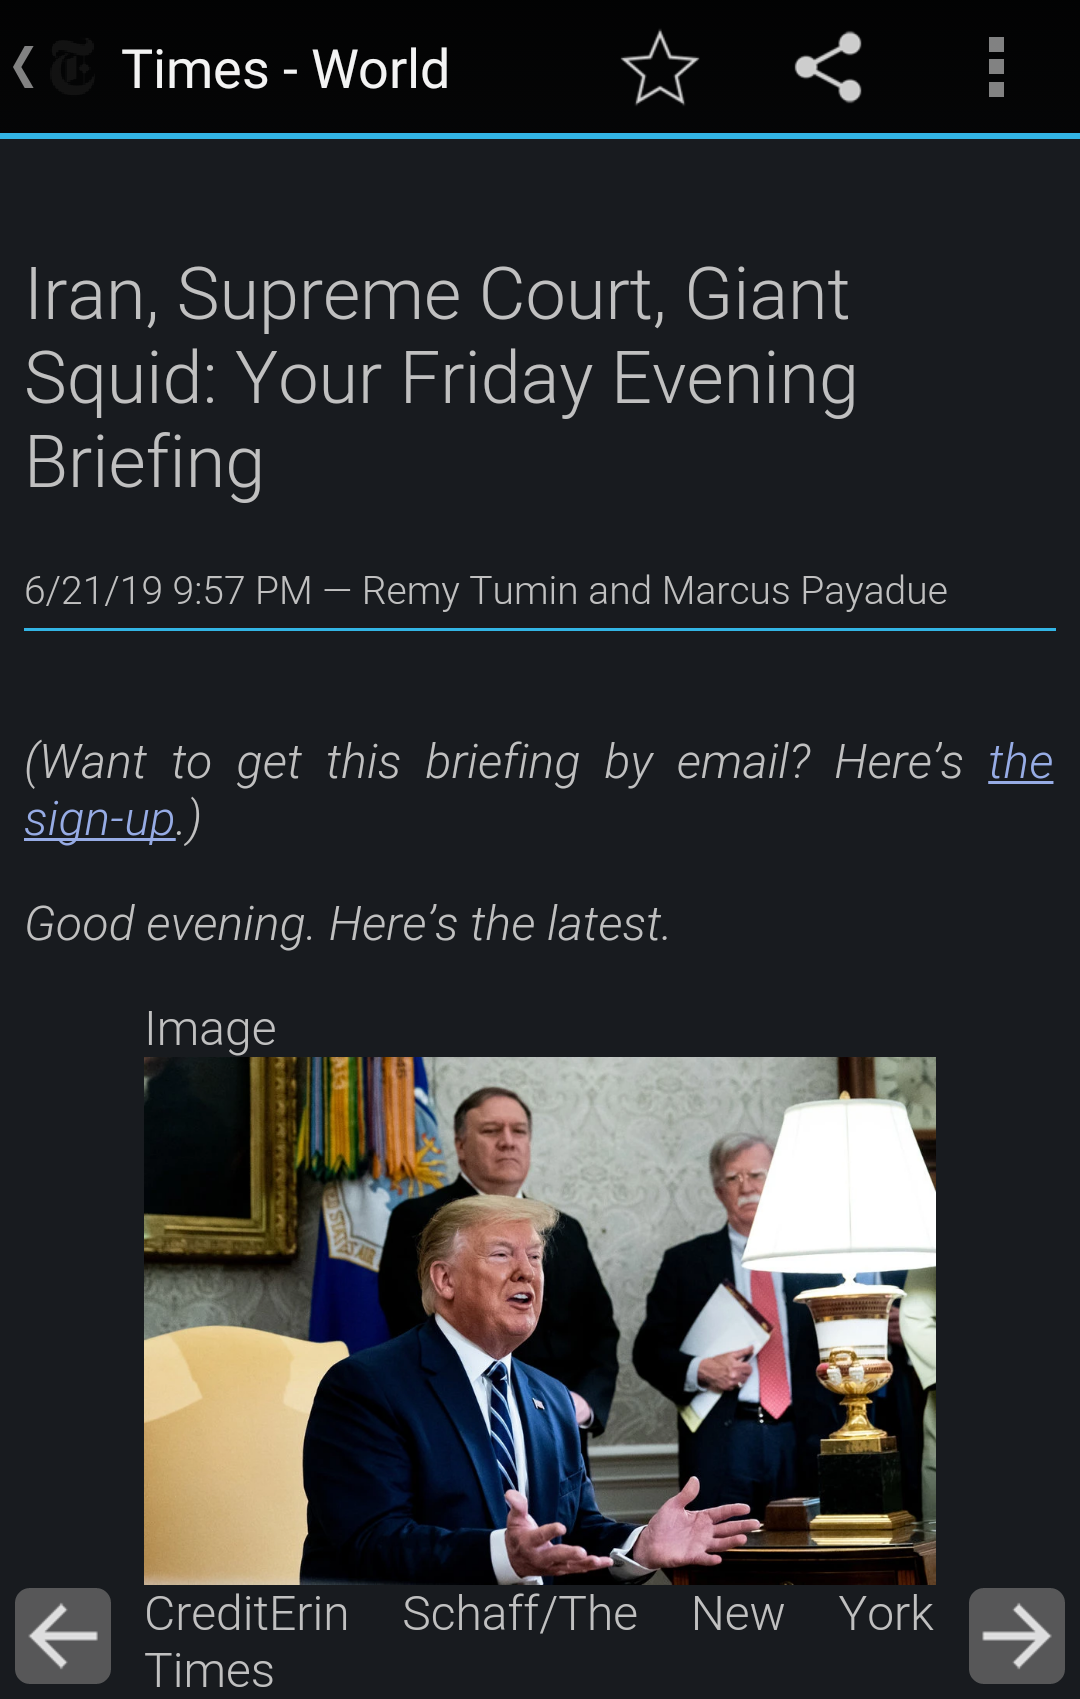 Times - World
Iran, Supreme Court, Giant
Squid: Your Friday Evening
Briefing
6/21/19 9:57 PM — Remy Tumin and Marcus Payadue
(Want to get this briefing by email? Here’s the
sign-up.)
Good evening. Here’s the latest.
Image
CreditErin Schaff/The New York
Times